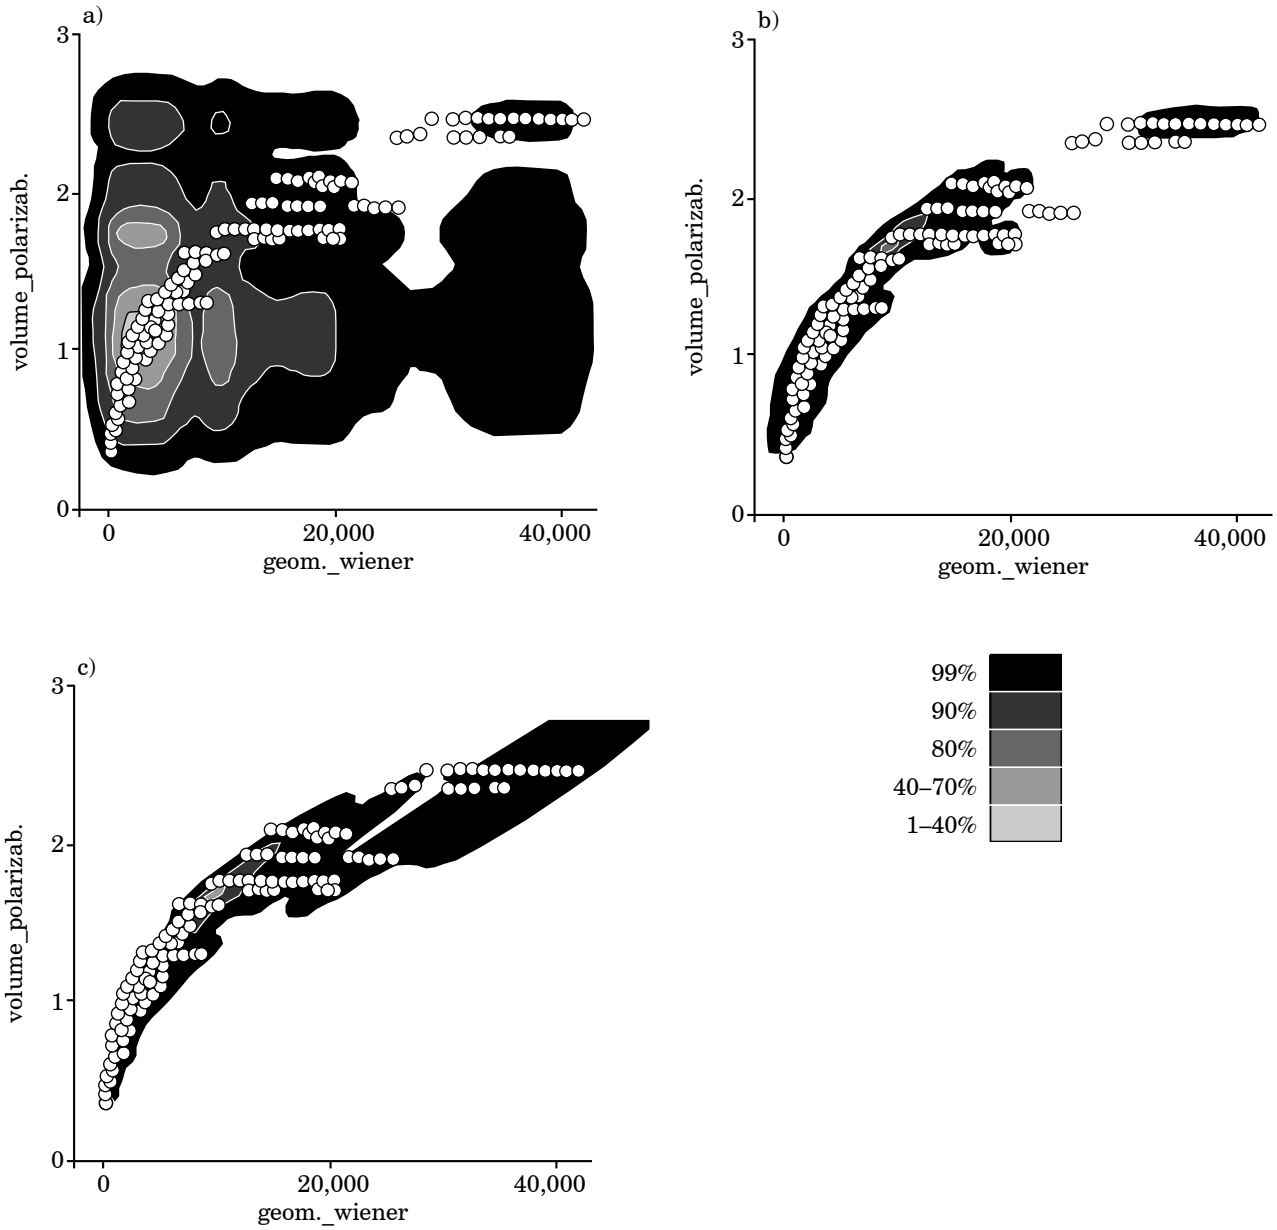 a)
3
2
1
0
0
20,000
40,000
volume_polarizab.
geom._wiener
b)
3
2
1
0
0
20,000
40,000
volume_polarizab.
geom._wiener
c)
3
2
1
0
0
20,000
40,000
volume_polarizab.
geom._wiener
99%
90%
80%
40–70%
1–40%